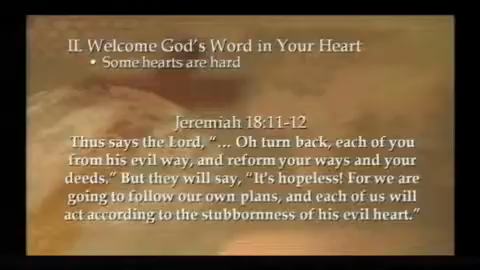 II. Welcome God's Word in Your Heart
• Some hearts are hard
Jeremiah 18:11-12
Thus says the Lord, “... Oh turn back, each of you
from his evil way, and reform your ways and your
deeds.” But they will say, “It's hopeless! For we are
going to follow our own plans, and each of us will
act according to the stubbornness of his evil heart.”